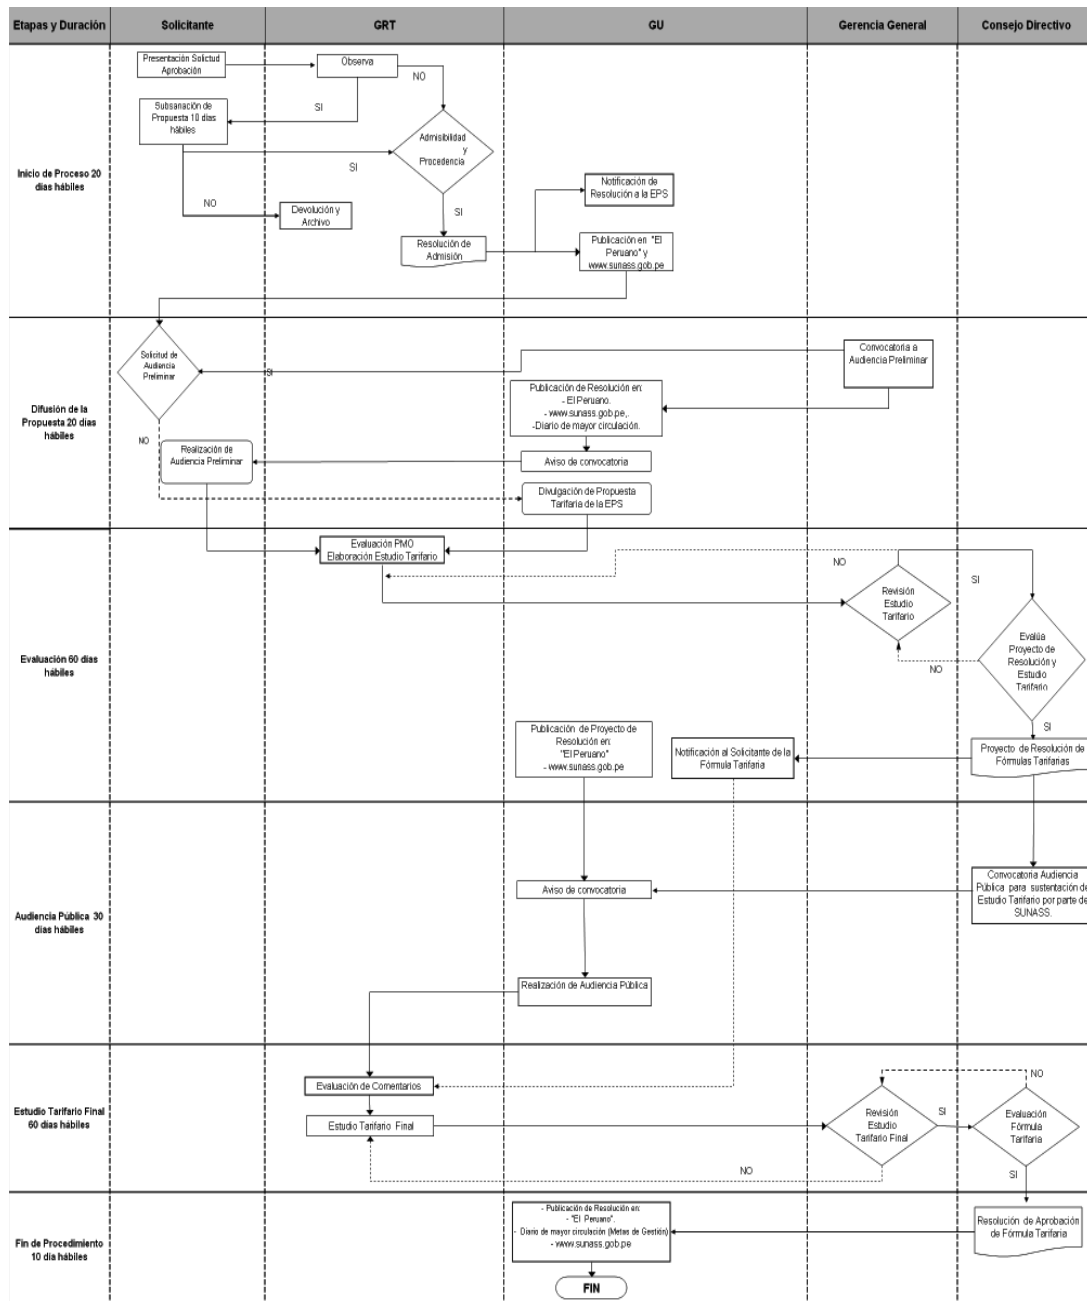 Etapas y Duración
Solicitante
GRT
GU
Gerencia General
Consejo Directivo
Inicio de Proceso 20
días hábiles
Presentación Solictud
Aprobación
Observa
NO
SI
Subsanación de
Propuesta 10 días
hábiles
Admisibilidad
y
Procedencia
SI
NO
Devolución y
Archivo
SI
Resolución de
Admisión
Notificación de
Resolución a la EPS
Publicación en "El
Peruano" y
www.sunass.gob.pe
Difusión de la
Propuesta 20 días
hábiles
Solicitud de
Audiencia
Preliminar
SI
Convocatoria a
Audiencia Preliminar
Publicación de Resolución en:
- El Peruano.
- www.sunass.gob.pe,.
-Diario de mayor circulación.
NO
Realización de
Audiencia Preliminar
Aviso de convocatoria
Divulgación de Propuesta
Tarifaria de la EPS
Evaluación 60 días
hábiles
Evaluación PMO
Elaboración Estudio Tarifario
NO
SI
Revisión
Estudio
Tarifario
NO
Evalúa
Proyecto de
Resolución y
Estudio
Tarifario
SI
Publicación de Proyecto de
Resolución en:
"El Peruano"
- www.sunass.gob.pe
Notificación al Solicitante de la
Fórmula Tarifaria
Proyecto de Resolución de
Fórmulas Tarifarias
Audiencia Pública 30
días hábiles
Aviso de convocatoria
Convocatoria Audiencia
Pública para sustentación de
Estudio Tarifario por parte de
SUNASS.
Realización de Audiencia Pública
Estudio Tarifario Final
60 días hábiles
Evaluación de Comentarios
Estudio Tarifario Final
Revisión
Estudio
Tarifario Final
SI
NO
Evaluación
Fórmula
Tarifaria
NO
SI
Fin de Procedimiento
10 día hábiles
- Publicación de Resolución en:
- "El Peruano".
- Diario de mayor circulación (Metas de Gestión)
- www.sunass.gob.pe
Resolución de Aprobación
de Fórmula Tarifaria
FIN